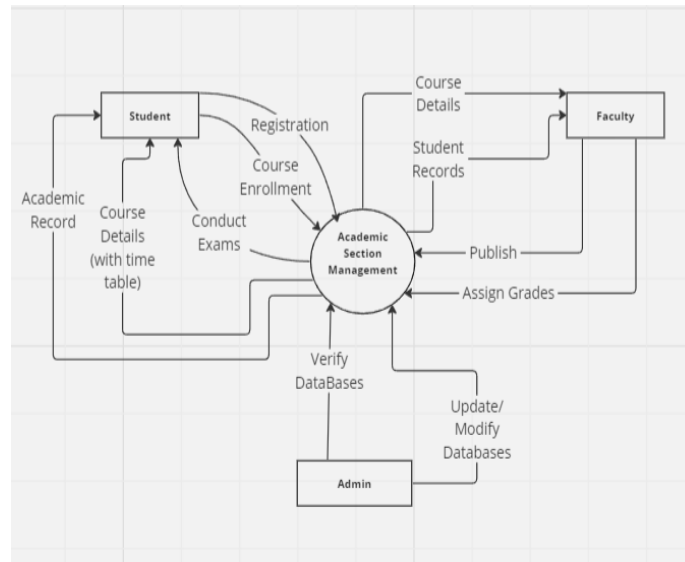 Course
Details
Student
Faculty
Registration
Student
Records
Course
Enrollment
Academic
Record
Course
Details
(with time
table)
Conduct
Exams
Academic
Section
Management
Publish
Assign Grades
Verify
DataBases
Update/
Modify
Databases
Admin